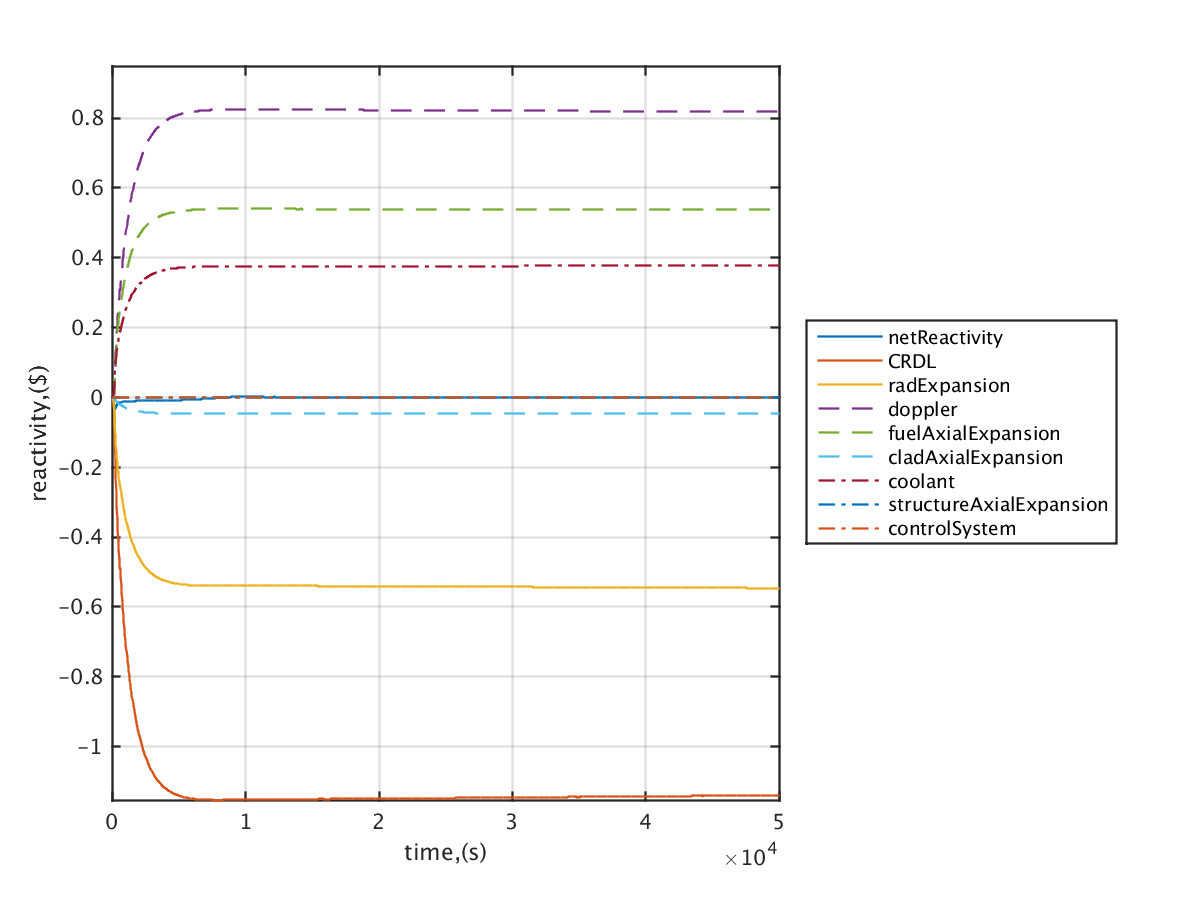 0.8
0.6
0.4
0.2
0
−0.2
−0.4
−0.6
−0.8
−1
reactivity,($)
0 1 2 3 4 5
time,(s)
×10⁴
netReactivity
CRDL
radExpansion
doppler
fuelAxialExpansion
cladAxialExpansion
coolant
structureAxialExpansion
controlSystem